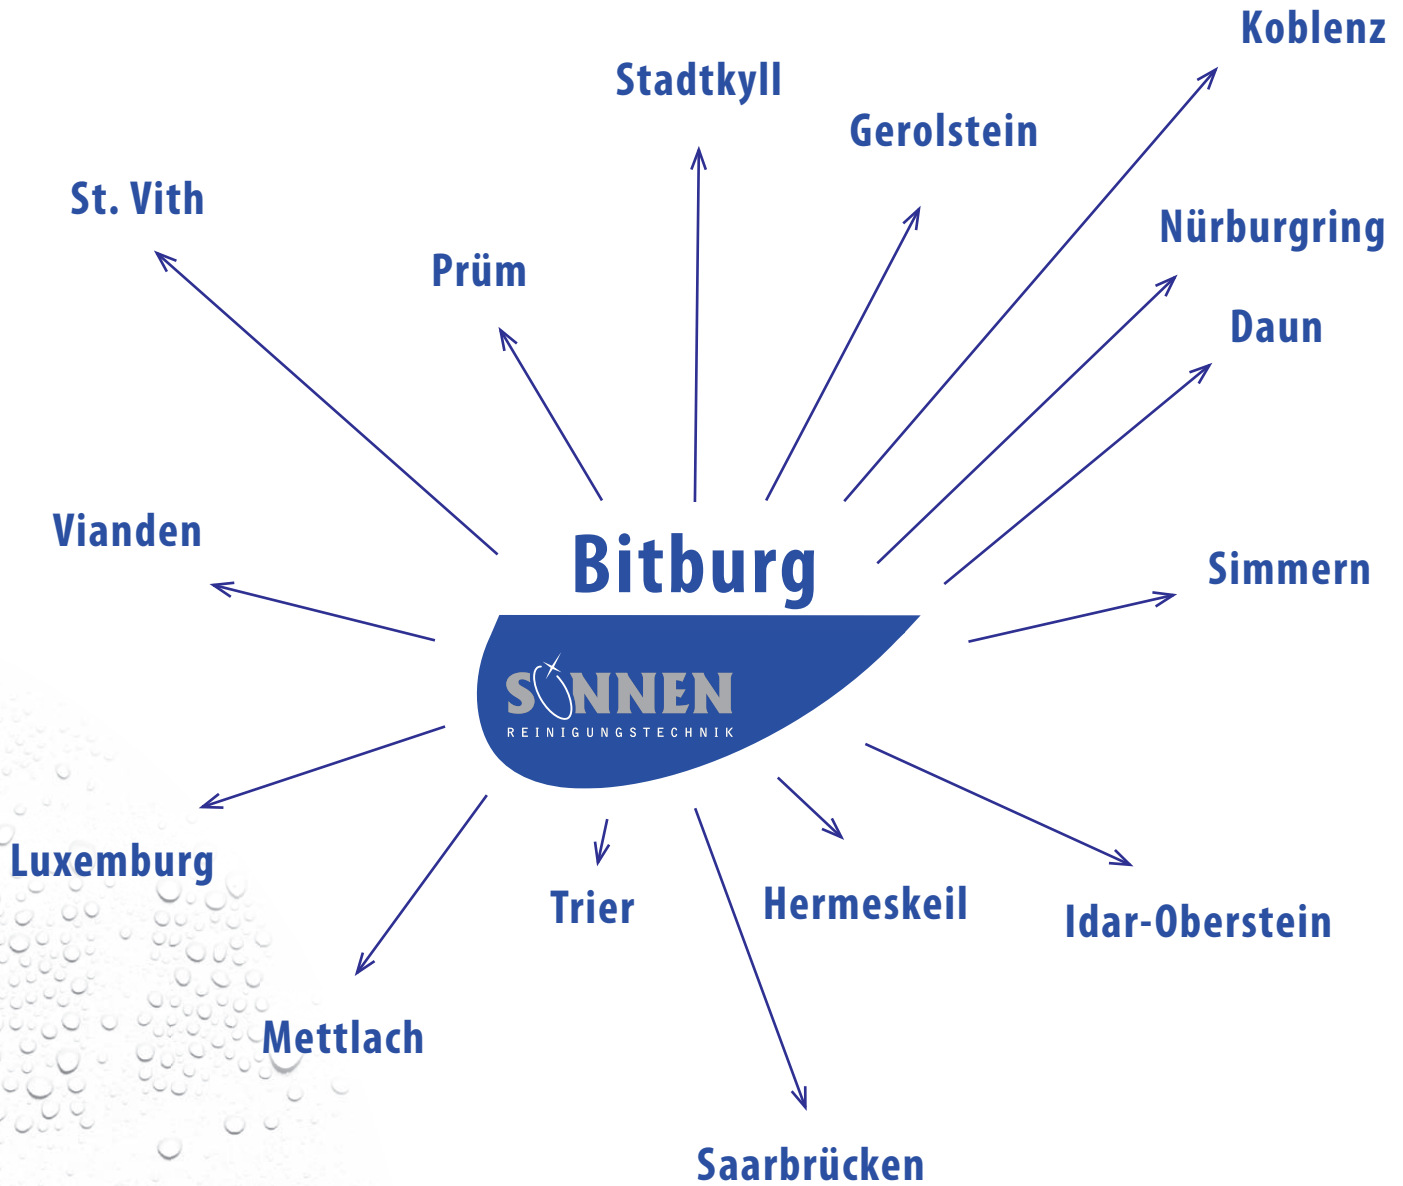 Koblenz
Stadtkyll
Gerolstein
St. Vith
Nürburgring
Prüm
Daun
Vianden
Bitburg
Simmern
SONNEN
REINIGUNGSTECHNIK
Luxemburg
Trier
Hermeskeil
Idar-Oberstein
Mettlach
Saarbrücken